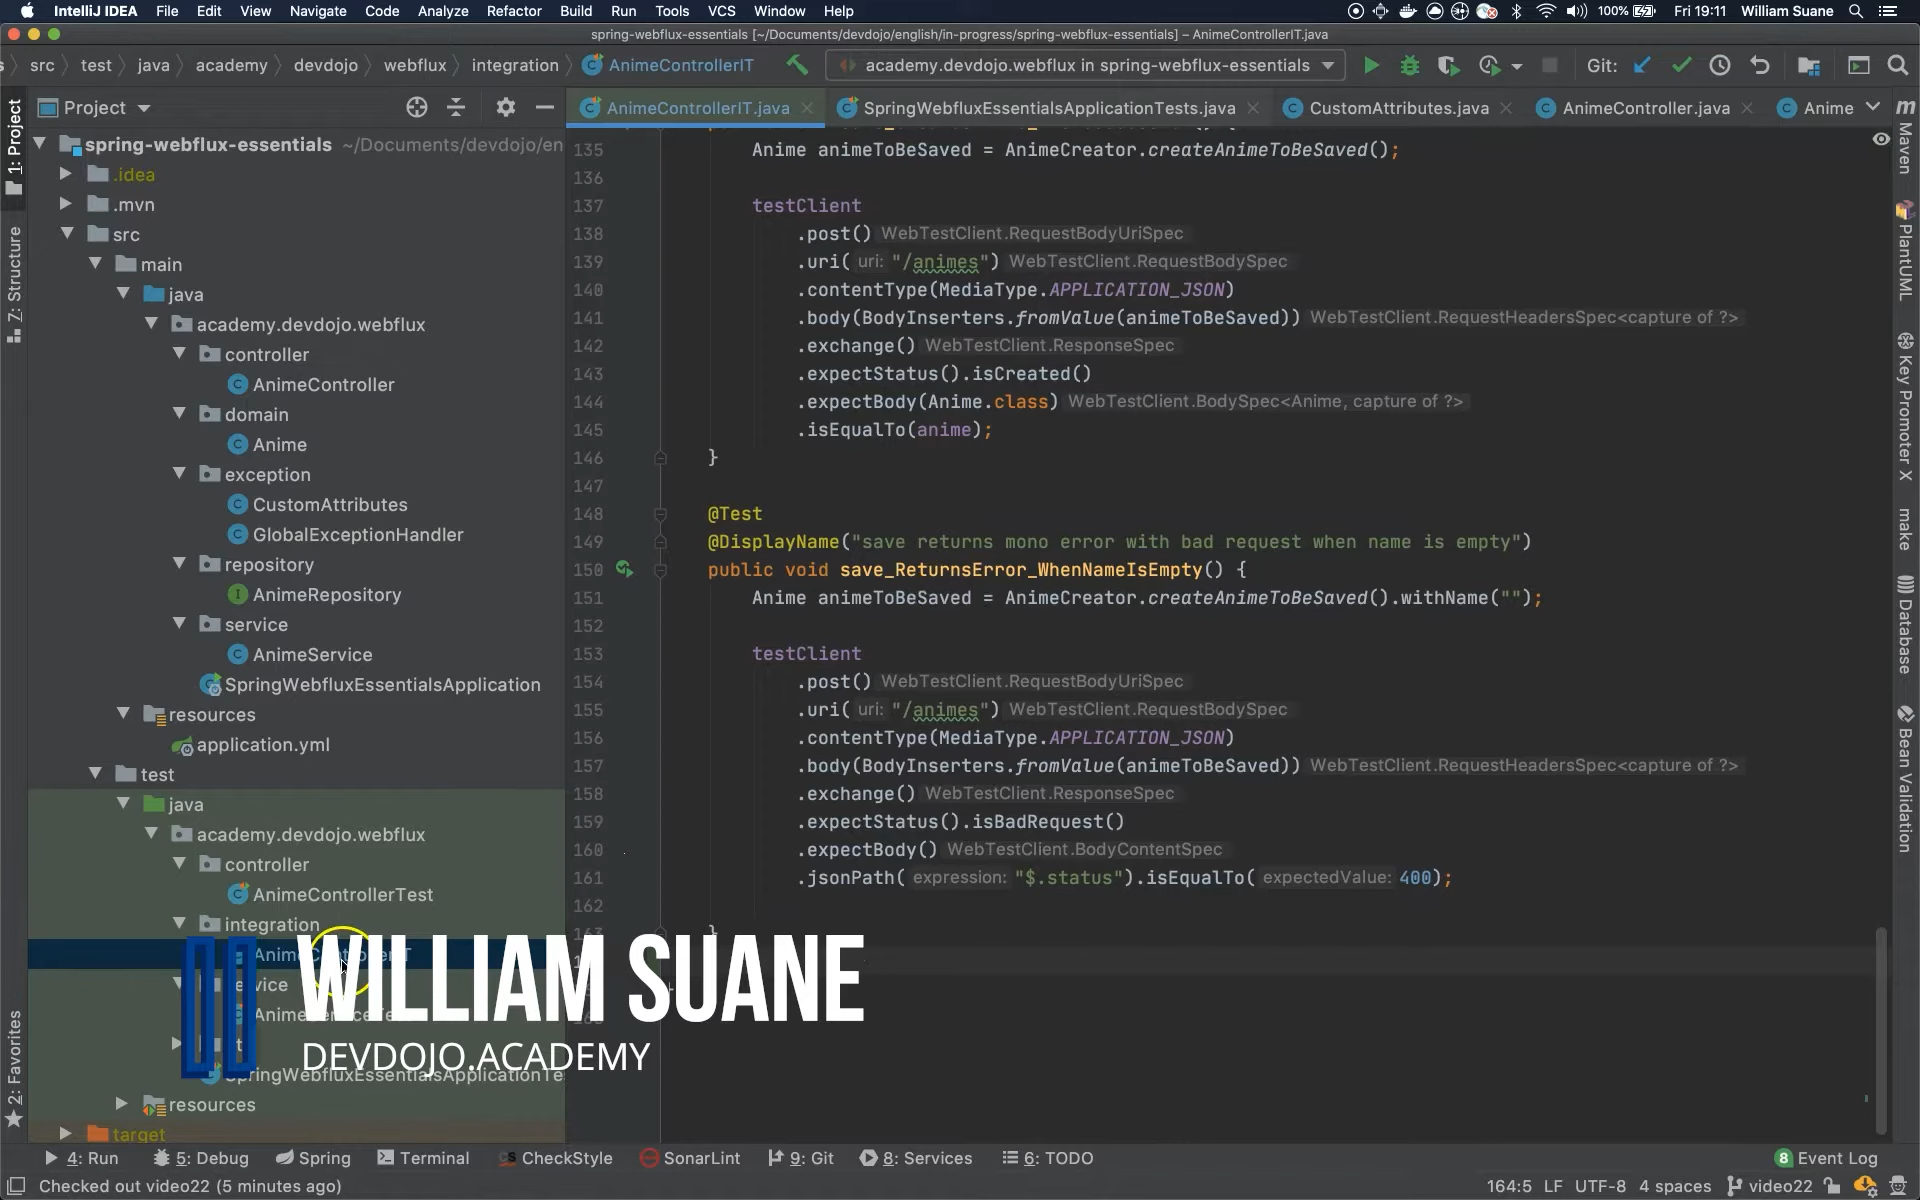 IntelliJ IDEA File Edit View Navigate Code Analyze Refactor Build Run Tools VCS Window Help 100% Fri 19:11 William Suane
spring-webflux-essentials [~/Documents/devdojo/english/in-progress/spring-webflux-essentials] – AnimeControllerIT.java
s src test java academy devdojo webflux integration AnimeControllerIT academy.devdojo.webflux in spring-webflux-essentials Git:
Project AnimeControllerIT.java SpringWebfluxEssentialsApplicationTests.java CustomAttributes.java AnimeController.java Anime
1: Project
7: Structure
2: Favorites
spring-webflux-essentials ~/Documents/devdojo/en
.idea
.mvn
src
main
java
academy.devdojo.webflux
controller
AnimeController
domain
Anime
exception
CustomAttributes
GlobalExceptionHandler
repository
AnimeRepository
service
AnimeService
SpringWebfluxEssentialsApplication
resources
application.yml
test
java
academy.devdojo.webflux
controller
AnimeControllerTest
integration
resources
target
135 Anime animeToBeSaved = AnimeCreator.createAnimeToBeSaved();
136
137 testClient
138 .post() WebTestClient.RequestBodyUriSpec
139 .uri( uri: "/animes") WebTestClient.RequestBodySpec
140 .contentType(MediaType.APPLICATION_JSON)
141 .body(BodyInserters.fromValue(animeToBeSaved)) WebTestClient.RequestHeadersSpec<capture of ?>
142 .exchange() WebTestClient.ResponseSpec
143 .expectStatus().isCreated()
144 .expectBody(Anime.class) WebTestClient.BodySpec<Anime, capture of ?>
145 .isEqualTo(anime);
146 }
147
148 @Test
149 @DisplayName("save returns mono error with bad request when name is empty")
150 public void save_ReturnsError_WhenNameIsEmpty() {
151 Anime animeToBeSaved = AnimeCreator.createAnimeToBeSaved().withName("");
152
153 testClient
154 .post() WebTestClient.RequestBodyUriSpec
155 .uri( uri: "/animes") WebTestClient.RequestBodySpec
156 .contentType(MediaType.APPLICATION_JSON)
157 .body(BodyInserters.fromValue(animeToBeSaved)) WebTestClient.RequestHeadersSpec<capture of ?>
158 .exchange() WebTestClient.ResponseSpec
159 .expectStatus().isBadRequest()
160 .expectBody() WebTestClient.BodyContentSpec
161 .jsonPath( expression: "$.status").isEqualTo( expectedValue: 400);
162
163 }
WILLIAM SUANE
DEVDOJO.ACADEMY
m Maven
PlantUML
Key Promoter X
make
Database
Bean Validation
4: Run 5: Debug Spring Terminal CheckStyle SonarLint 9: Git 8: Services 6: TODO 8 Event Log
Checked out video22 (5 minutes ago) 164:5 LF UTF-8 4 spaces video22